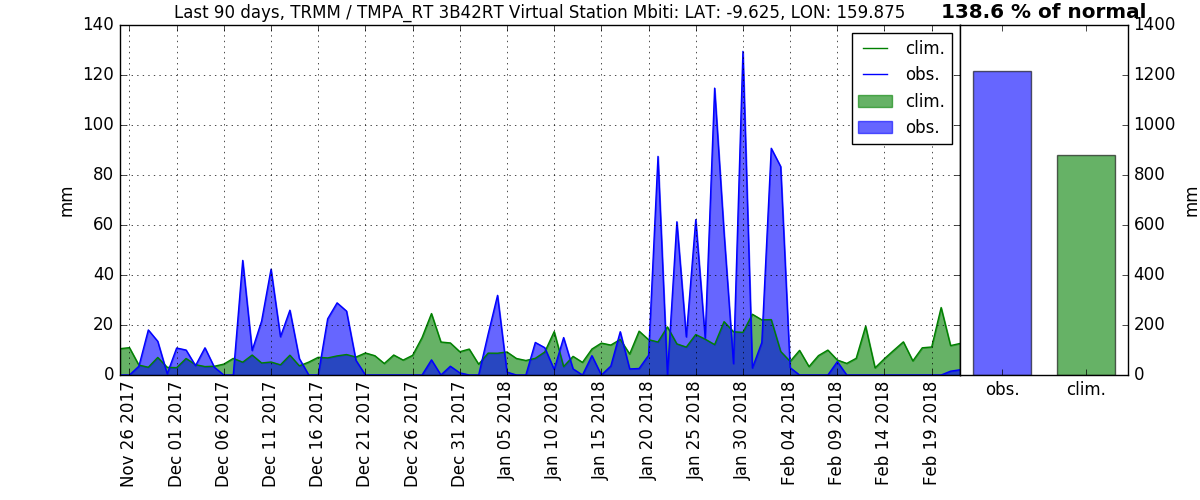 Last 90 days, TRMM / TMPA_RT 3B42RT Virtual Station Mbiti: LAT: -9.625, LON: 159.875
138.6 % of normal
140
120
100
80
60
40
20
0
mm
clim.
obs.
clim.
obs.
1400
1200
1000
800
600
400
200
0
mm
Nov 26 2017
Dec 01 2017
Dec 06 2017
Dec 11 2017
Dec 16 2017
Dec 21 2017
Dec 26 2017
Dec 31 2017
Jan 05 2018
Jan 10 2018
Jan 15 2018
Jan 20 2018
Jan 25 2018
Jan 30 2018
Feb 04 2018
Feb 09 2018
Feb 14 2018
Feb 19 2018
obs.
clim.